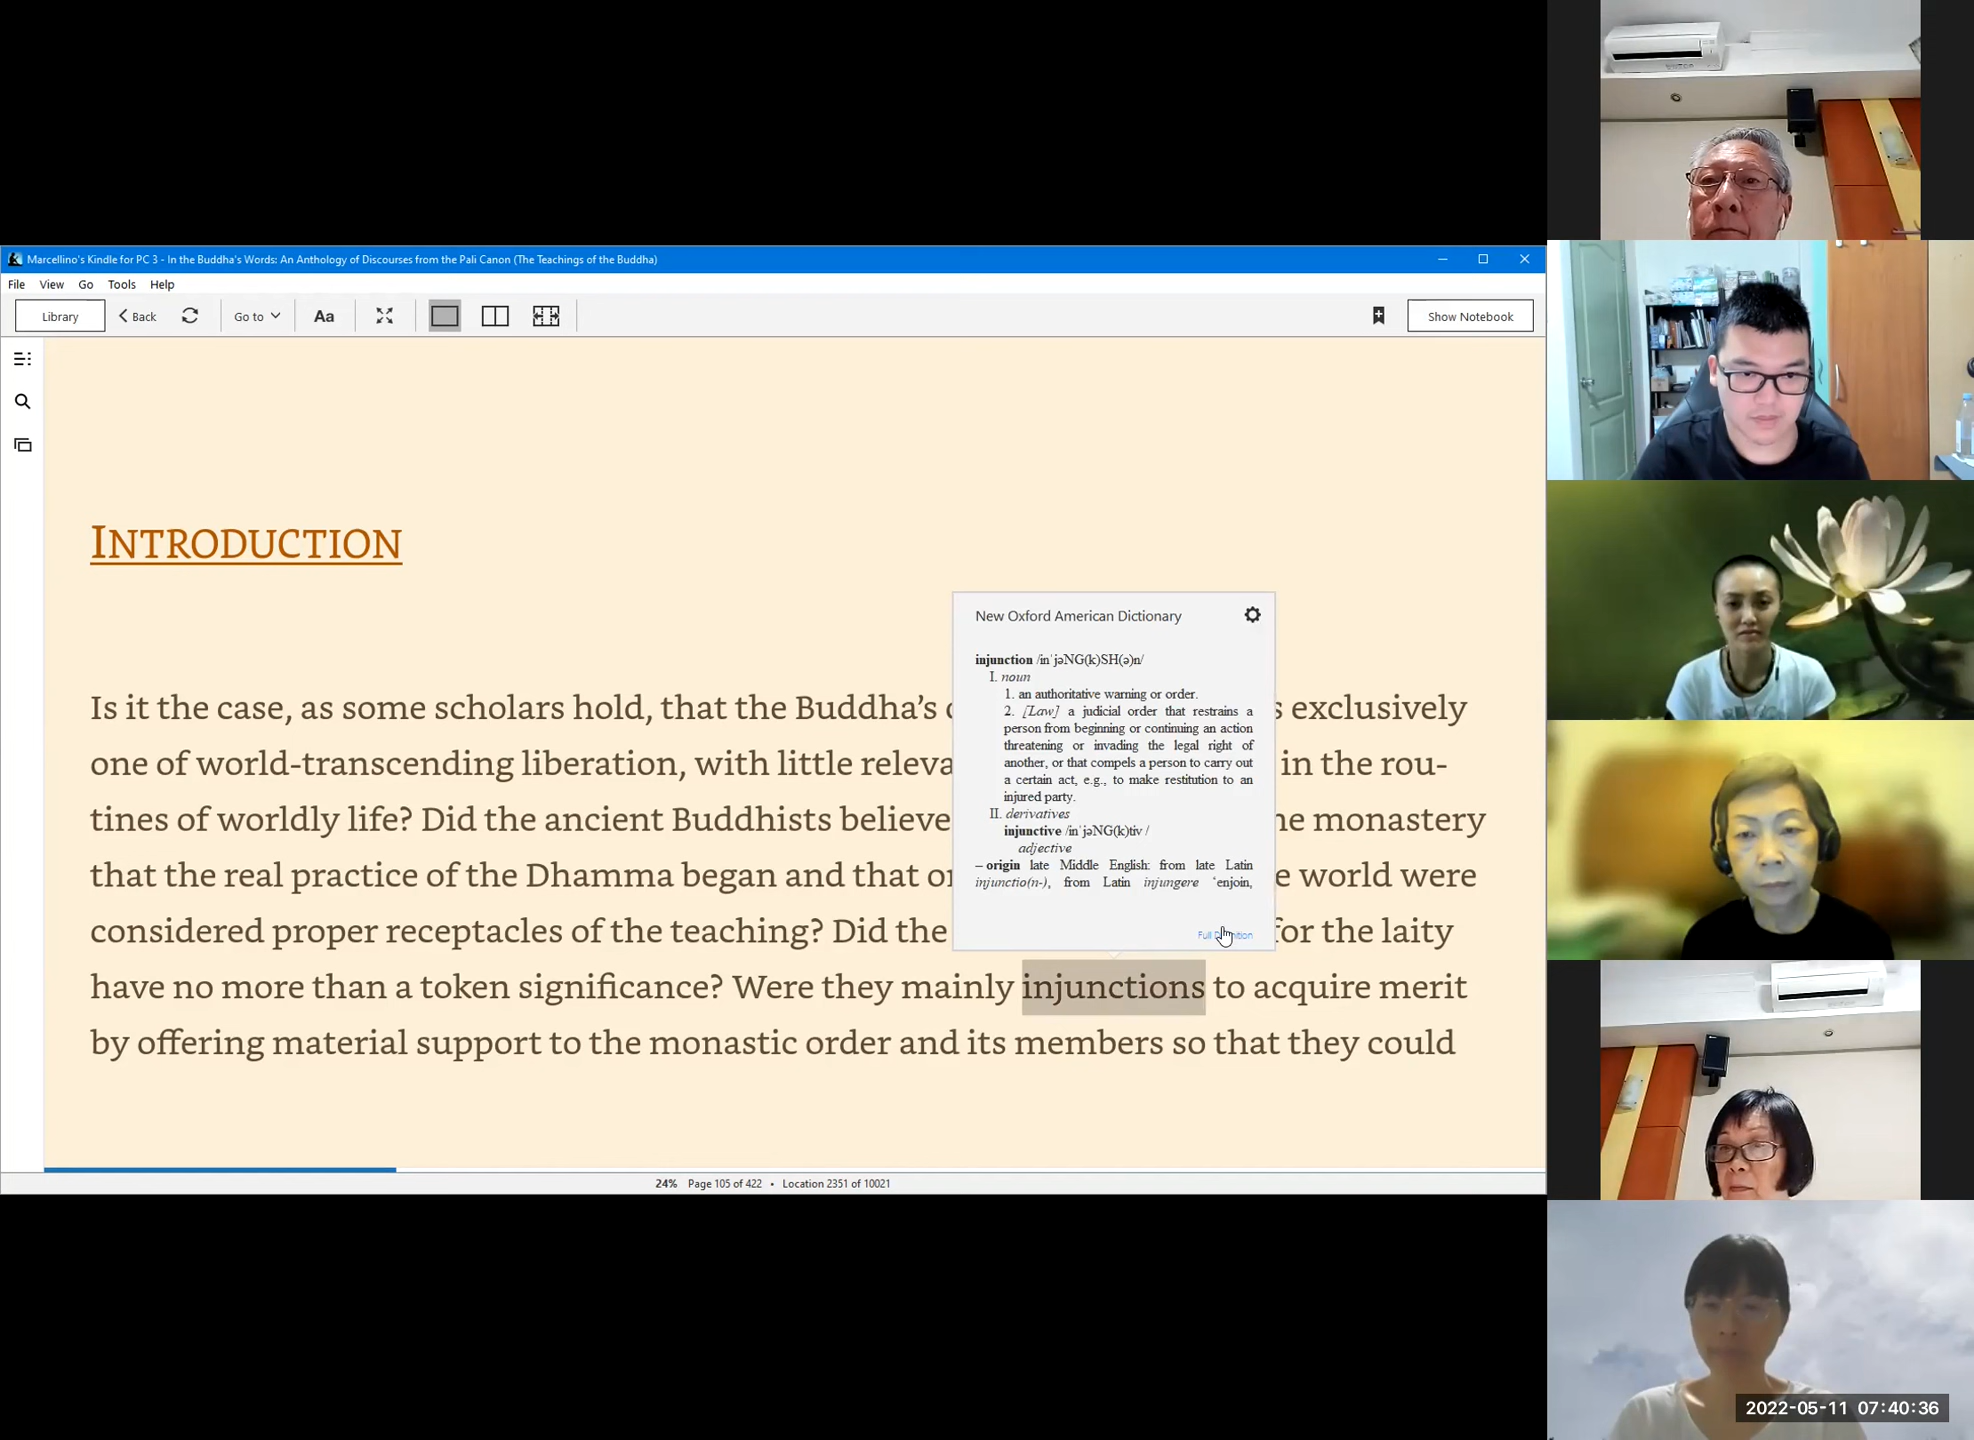 Marcellino's Kindle for PC 3 - In the Buddha's Words: An Anthology of Discourses from the Pali Canon (The Teachings of the Buddha)
File View Go Tools Help
Library Back Go to Aa Show Notebook
INTRODUCTION
Is it the case, as some scholars hold, that the Buddha's
s exclusively
one of world-transcending liberation, with little releva
in the rou-
tines of worldly life? Did the ancient Buddhists believe
he monastery
that the real practice of the Dhamma began and that
e world were
considered proper receptacles of the teaching? Did the
for the laity
have no more than a token significance? Were they mainly injunctions to acquire merit
by offering material support to the monastic order and its members so that they could
New Oxford American Dictionary
injunction /inˈjəNG(k)SH(ə)n/
I. noun
1. an authoritative warning or order.
2. [Law] a judicial order that restrains a
person from beginning or continuing an action
threatening or invading the legal right of
another, or that compels a person to carry out
a certain act, e.g., to make restitution to an
injured party.
II. derivatives
injunctive /inˈjəNG(k)tiv /
adjective
– origin late Middle English: from late Latin
injunctio(n-), from Latin injungere ‘enjoin,
Full
24% Page 105 of 422 • Location 2351 of 10021
2022-05-11 07:40:36